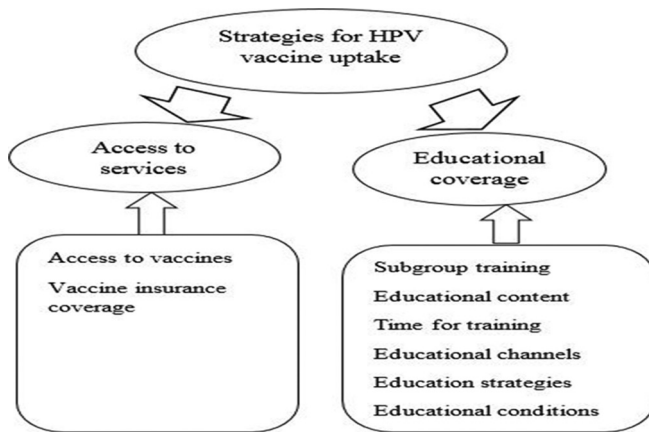 Strategies for HPV
vaccine uptake
Access to
services
Educational
coverage
Access to vaccines
Vaccine insurance
coverage
Subgroup training
Educational content
Time for training
Educational channels
Education strategies
Educational conditions